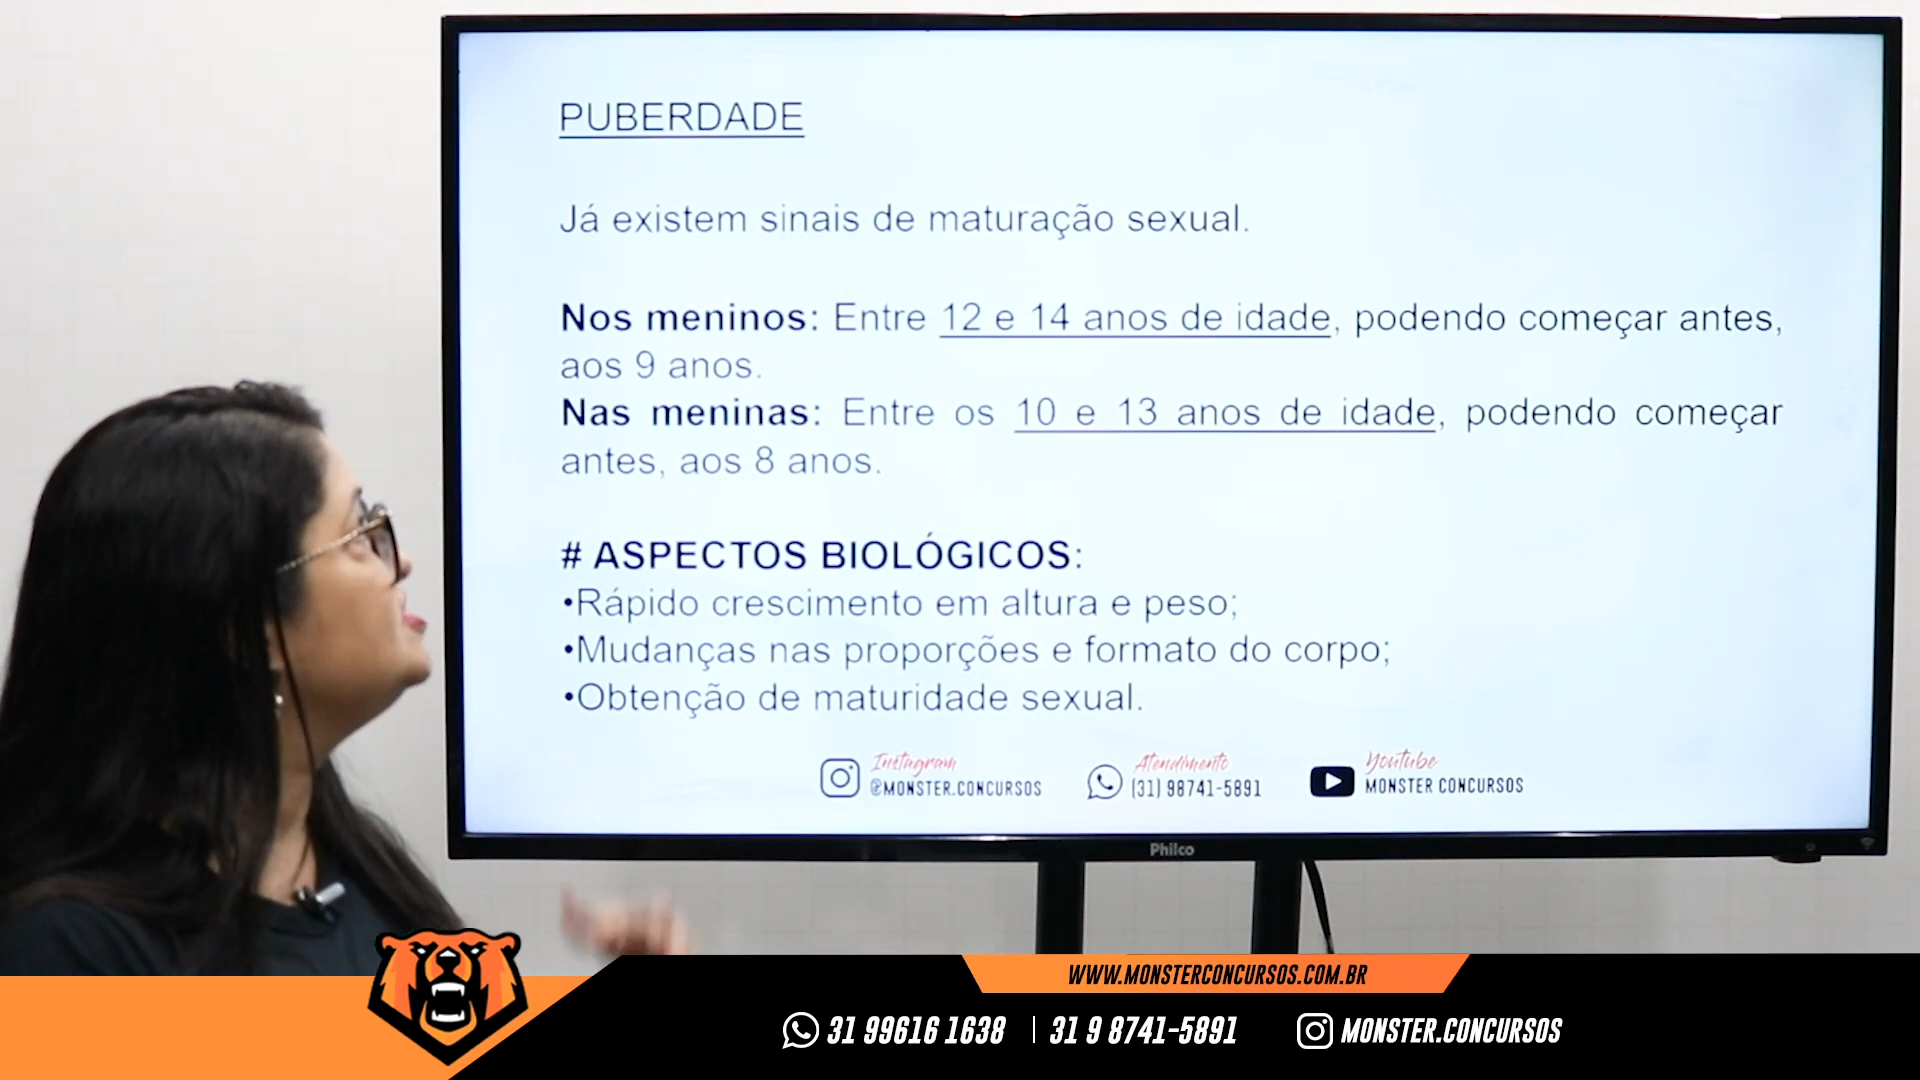 PUBERDADE
Já existem sinais de maturação sexual.
Nos meninos: Entre 12 e 14 anos de idade, podendo começar antes,
aos 9 anos.
Nas meninas: Entre os 10 e 13 anos de idade, podendo começar
antes, aos 8 anos.
# ASPECTOS BIOLÓGICOS:
•Rápido crescimento em altura e peso;
•Mudanças nas proporções e formato do corpo;
•Obtenção de maturidade sexual.
Instagram
@MONSTER.CONCURSOS
Atendimento
(31) 98741-5891
Youtube
MONSTER CONCURSOS
Philco
WWW.MONSTERCONCURSOS.COM.BR
31 99616 1638 | 31 9 8741-5891 MONSTER.CONCURSOS